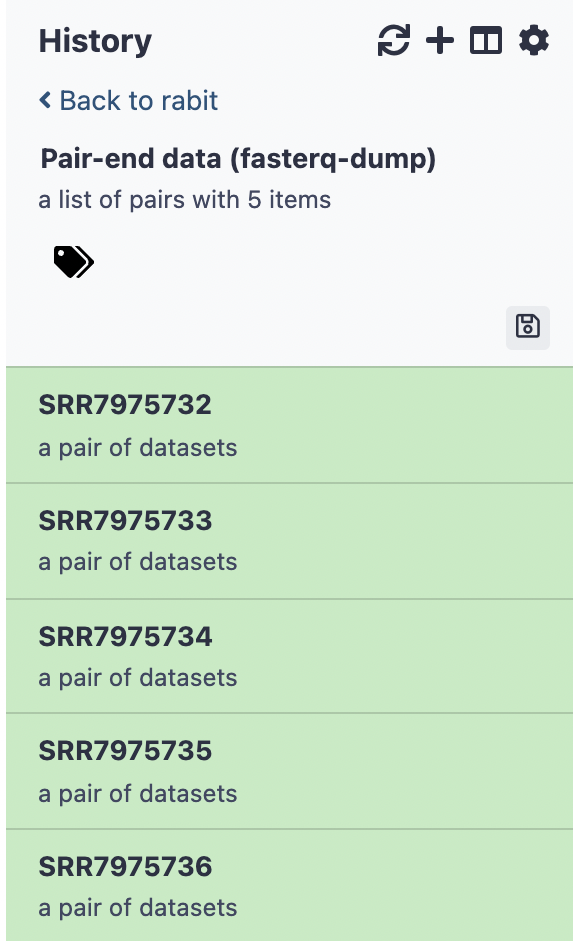 History
Back to rabit
Pair-end data (fasterq-dump)
a list of pairs with 5 items
SRR7975732
a pair of datasets
SRR7975733
a pair of datasets
SRR7975734
a pair of datasets
SRR7975735
a pair of datasets
SRR7975736
a pair of datasets